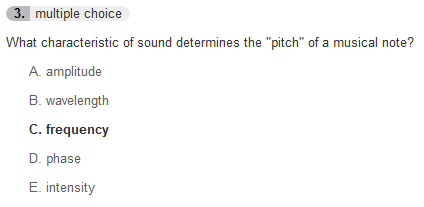 3. multiple choice
What characteristic of sound determines the "pitch" of a musical note?
A. amplitude
B. wavelength
C. frequency
D. phase
E. intensity